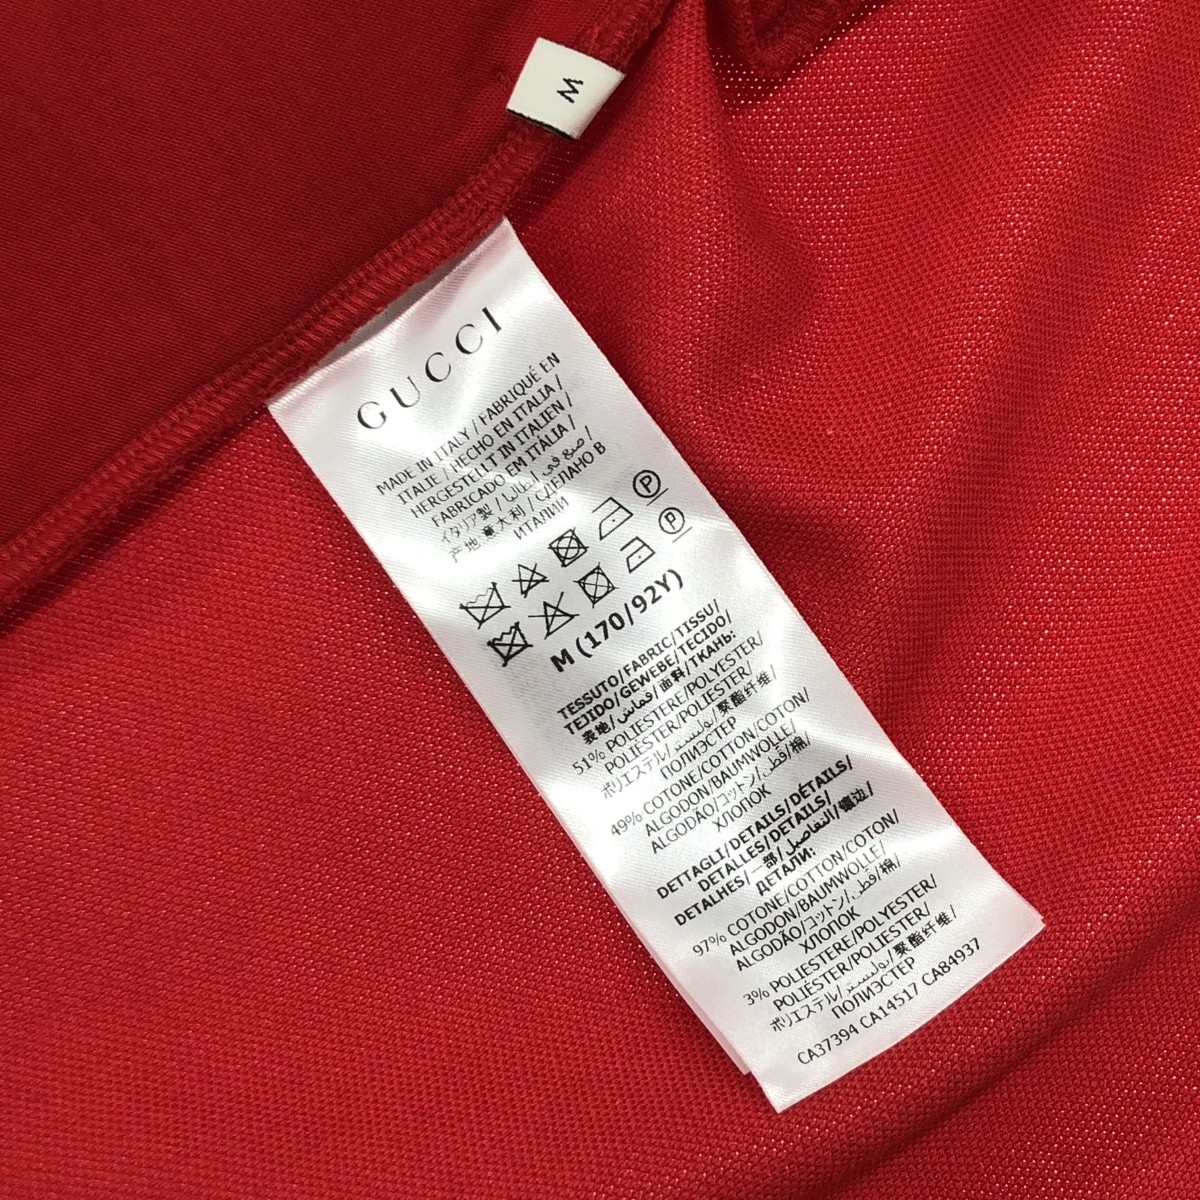 M
GUCCI
MADE IN ITALY / FABRIQUÉ EN
ITALIE / HECHO EN ITALIA /
HERGESTELLT IN ITALIEN /
FABRICADO EM ITÁLIA /
イタリア製 / صنع في إيطاليا /
产地:意大利 / СДЕЛАНО В
ИТАЛИИ
P
P
M (170/92Y)
TESSUTO/FABRIC/TISSU/
TEJIDO/GEWEBE/TECIDO/
表地/قماش/面料/ТКАНЬ:
51% POLIESTERE/POLYESTER/
POLIÉSTER/POLYESTER/
ポリエステル/بوليستر/聚酯纤维/
ПОЛИЭСТЕР
49% COTONE/COTTON/COTON/
ALGODON/BAUMWOLLE/
ALGODÃO/コットン/قطن/棉/
ХЛОПОК
DETTAGLI/DETAILS/DÉTAILS/
DETALLES/DETAILS/
DETALHES/一部/التفاصيل/镶边/
ДЕТАЛИ:
97% COTONE/COTTON/COTON/
ALGODON/BAUMWOLLE/
ALGODÃO/コットン/قطن/棉/
ХЛОПОК
3% POLIESTERE/POLYESTER/
POLIÉSTER/POLYESTER/
ポリエステル/بوليستر/聚酯纤维/
ПОЛИЭСТЕР
CA37394 CA14517 CA84937